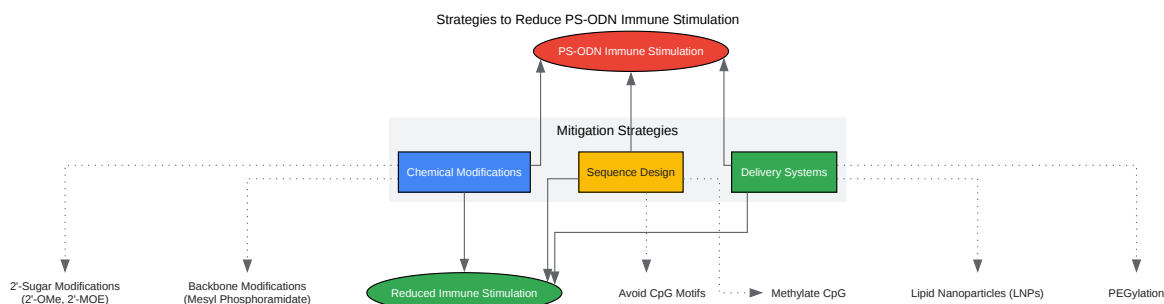 Strategies to Reduce PS-ODN Immune Stimulation
PS-ODN Immune Stimulation
Mitigation Strategies
Chemical Modifications
Sequence Design
Delivery Systems
2'-Sugar Modifications
(2'-OMe, 2'-MOE)
Backbone Modifications
(Mesyl Phosphoramidate)
Reduced Immune Stimulation
Avoid CpG Motifs
Methylate CpG
Lipid Nanoparticles (LNPs)
PEGylation